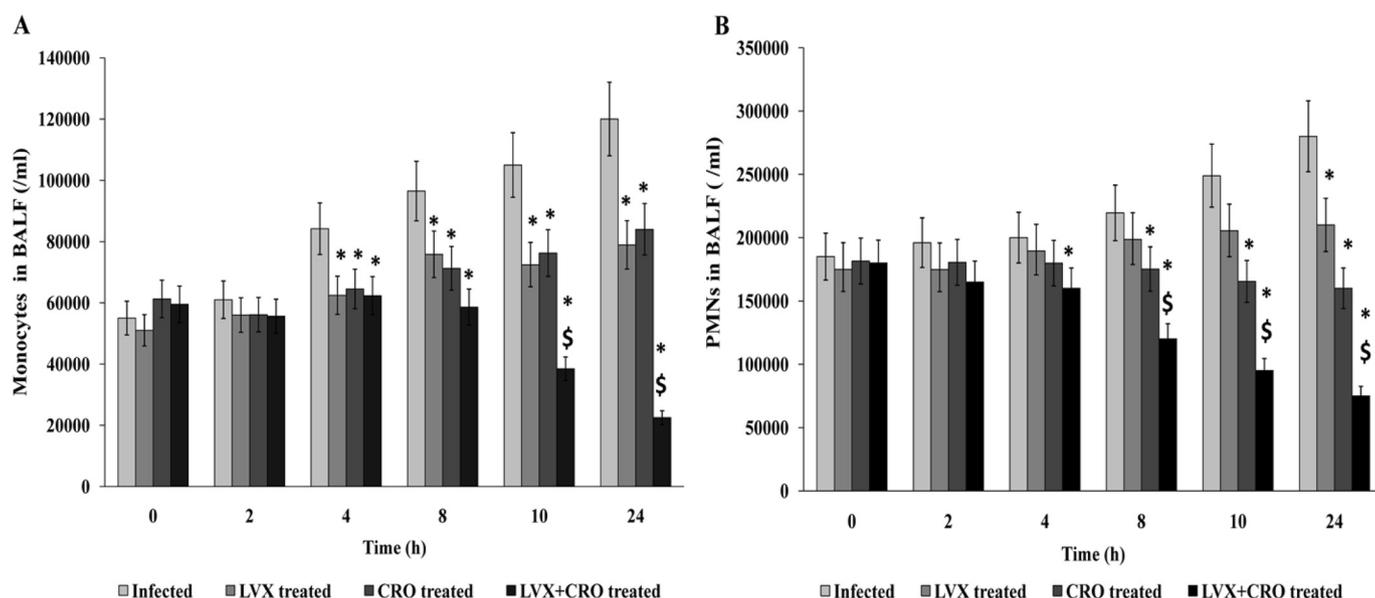 A
Monocytes in BALF (/ml)
140000
120000
100000
80000
60000
40000
20000
0
* * *
* * *
* * * $
* * * $
0 2 4 8 10 24
Time (h)
Infected LVX treated CRO treated LVX+CRO treated
B
PMNs in BALF ( /ml)
350000
300000
250000
200000
150000
100000
50000
0
*
* * $
* * $
* * * $
0 2 4 8 10 24
Time (h)
Infected LVX treated CRO treated LVX+CRO treated